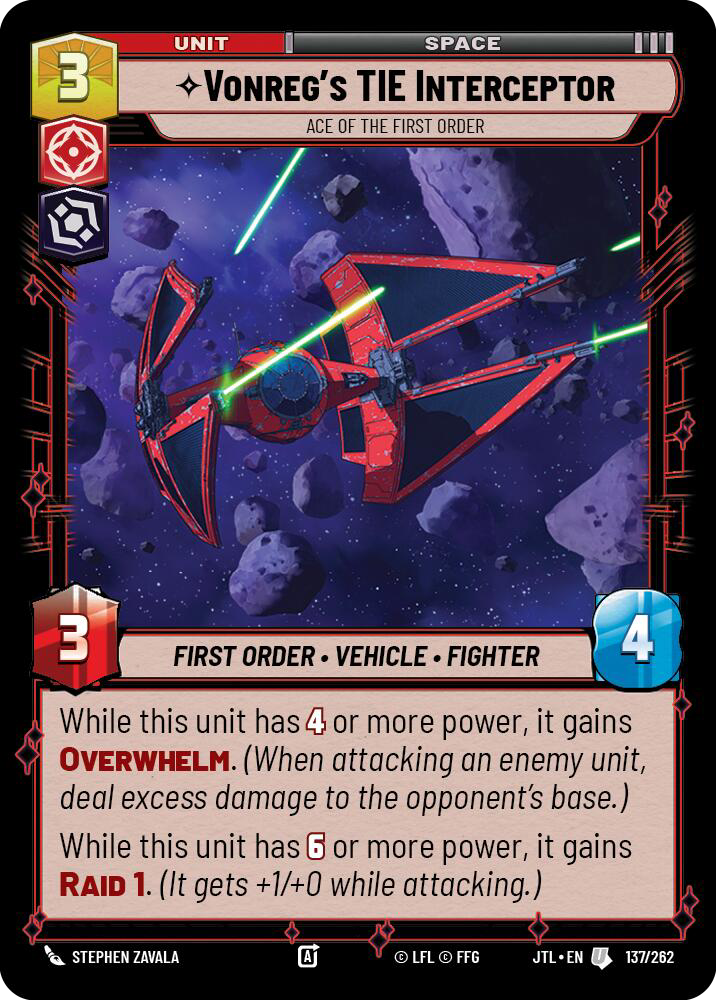 UNIT
SPACE
3
VONREG'S TIE INTERCEPTOR
ACE OF THE FIRST ORDER
3
4
FIRST ORDER • VEHICLE • FIGHTER
While this unit has 4 or more power, it gains
OVERWHELM. (When attacking an enemy unit,
deal excess damage to the opponent's base.)
While this unit has 6 or more power, it gains
RAID 1. (It gets +1/+0 while attacking.)
STEPHEN ZAVALA
A
© LFL © FFG
JTL • EN
U
137/262